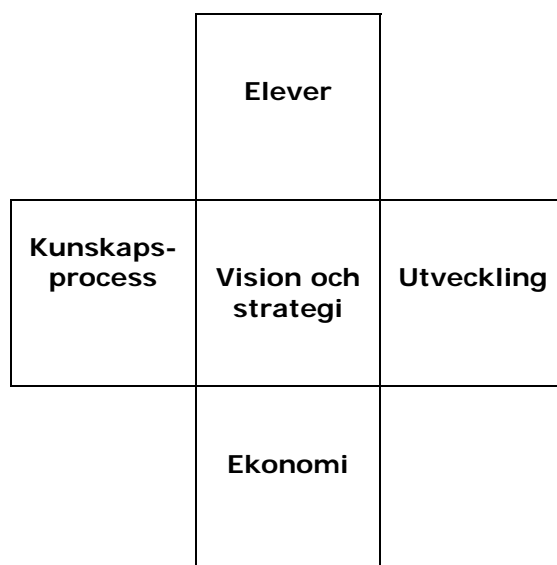 Elever
Kunskaps-
process
Vision och
strategi
Utveckling
Ekonomi